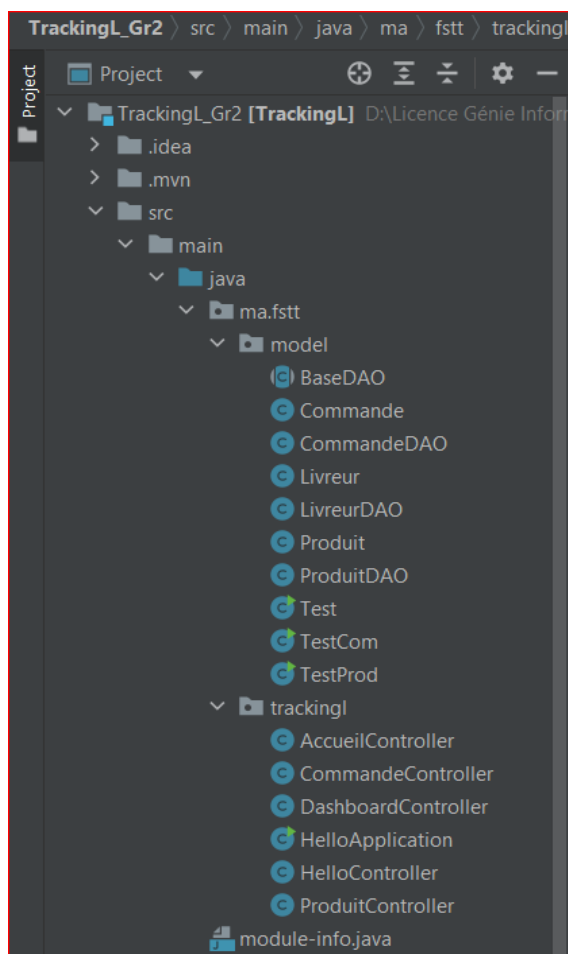 TrackingL_Gr2 〉 src 〉 main 〉 java 〉 ma 〉 fstt 〉 trackingl
Project
Project
TrackingL_Gr2 [TrackingL] D:\Licence Génie Infor
.idea
.mvn
src
main
java
ma.fstt
model
BaseDAO
Commande
CommandeDAO
Livreur
LivreurDAO
Produit
ProduitDAO
Test
TestCom
TestProd
trackingl
AccueilController
CommandeController
DashboardController
HelloApplication
HelloController
ProduitController
module-info.java